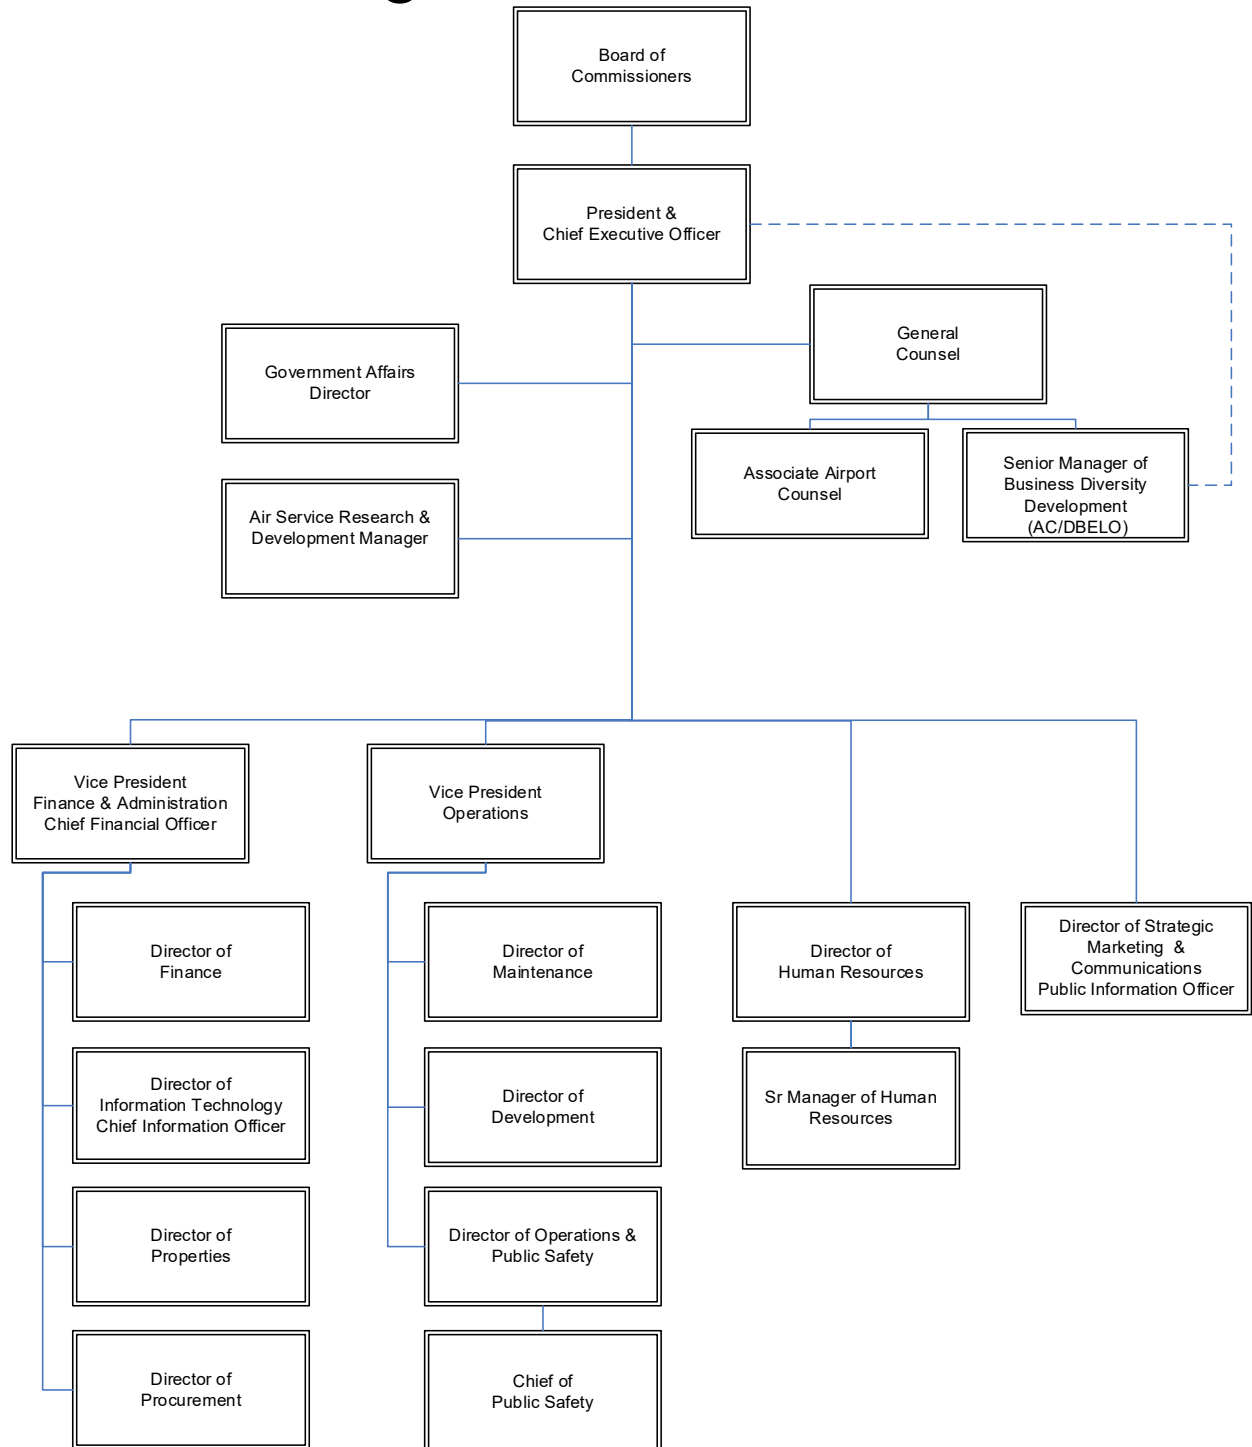 Board of
Commissioners
President &
Chief Executive Officer
General
Counsel
Government Affairs
Director
Associate Airport
Counsel
Senior Manager of
Business Diversity
Development
(AC/DBELO)
Air Service Research &
Development Manager
Vice President
Finance & Administration
Chief Financial Officer
Vice President
Operations
Director of
Finance
Director of
Maintenance
Director of
Human Resources
Director of Strategic
Marketing &
Communications
Public Information Officer
Director of
Information Technology
Chief Information Officer
Director of
Development
Sr Manager of Human
Resources
Director of
Properties
Director of Operations &
Public Safety
Director of
Procurement
Chief of
Public Safety